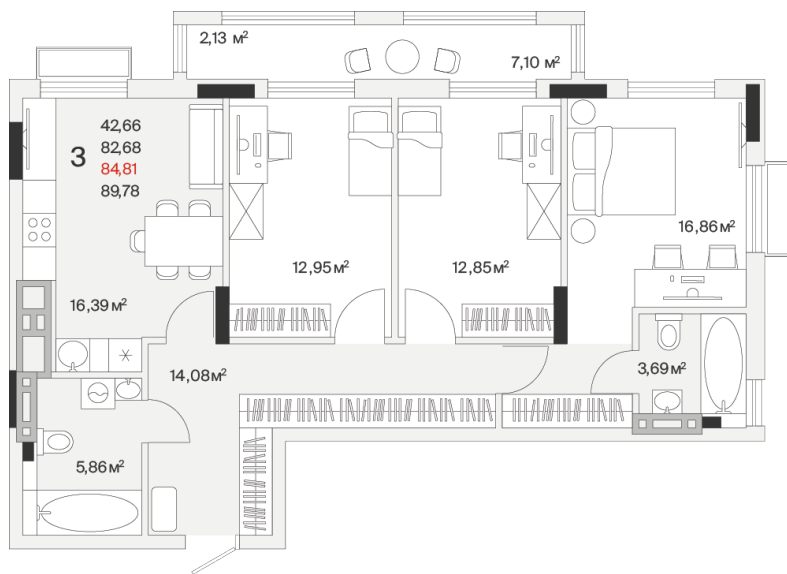 2,13 м²
7,10 м²
3
42,66
82,68
84,81
89,78
16,86 м²
12,95 м²
12,85 м²
16,39 м²
14,08 м²
3,69 м²
5,86 м²